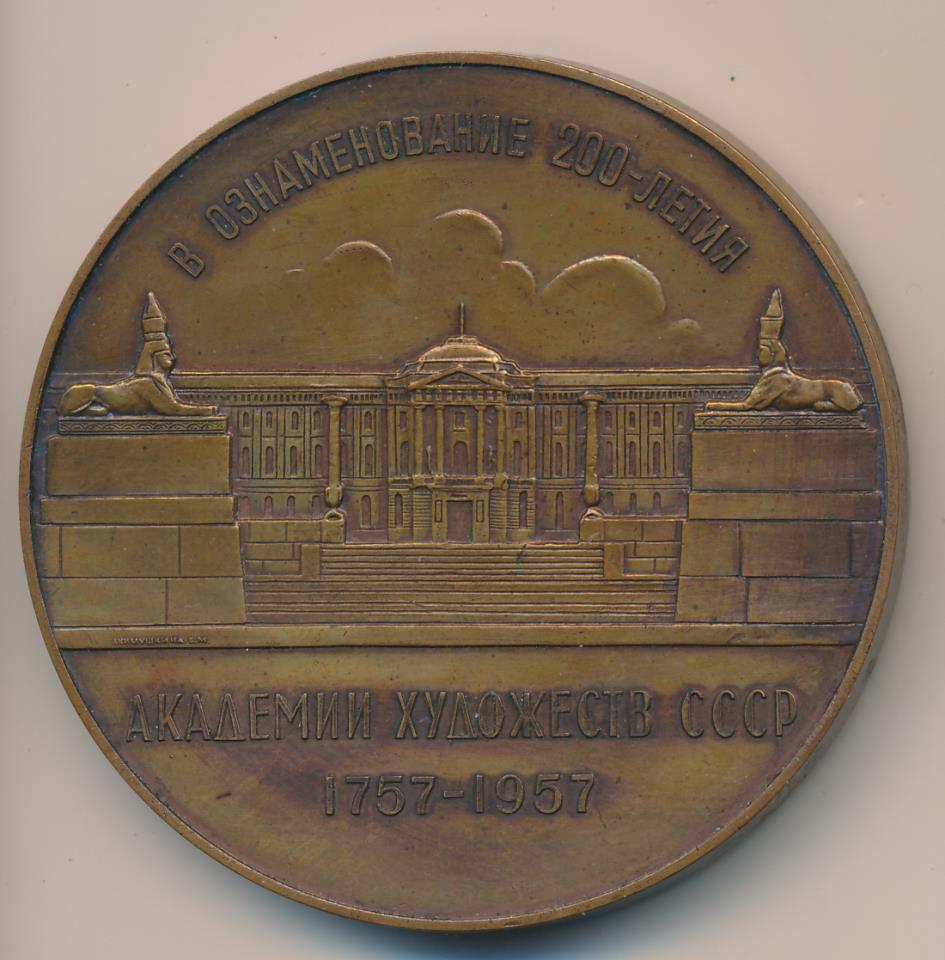 В ОЗНАМЕНОВАНИЕ 200-ЛЕТИЯ
АКАДЕМИИ ХУДОЖЕСТВ СССР
1757-1957